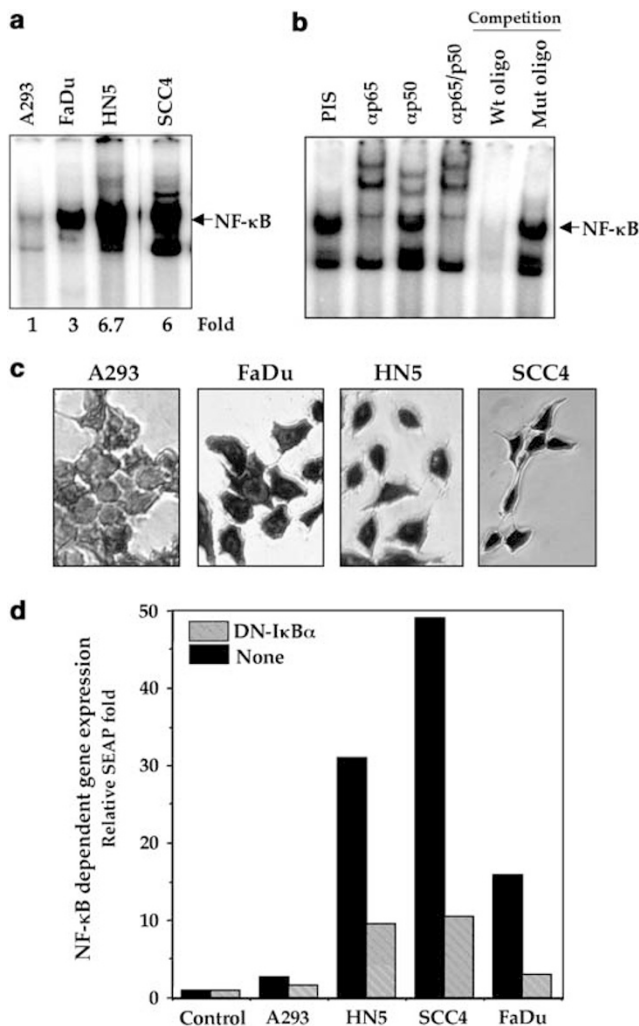 a
A293
FaDu
HN5
SCC4
NF-κB
1 3 6.7 6 Fold
b
Competition
PIS
αp65
αp50
αp65/p50
Wt oligo
Mut oligo
NF-κB
c
A293 FaDu HN5 SCC4
d
NF-κB dependent gene expression
Relative SEAP fold
50
40
30
20
10
0
DN-IκBα
None
Control A293 HN5 SCC4 FaDu